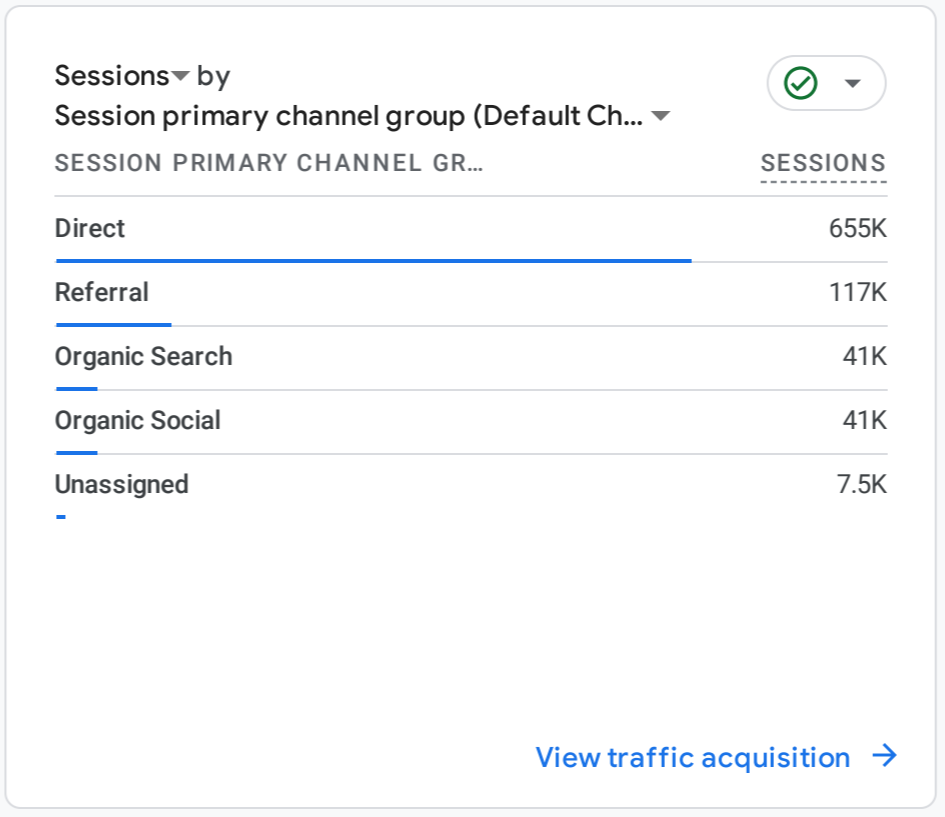 Sessions by
Session primary channel group (Default Ch...
SESSION PRIMARY CHANNEL GR... SESSIONS
Direct 655K
Referral 117K
Organic Search 41K
Organic Social 41K
Unassigned 7.5K
View traffic acquisition